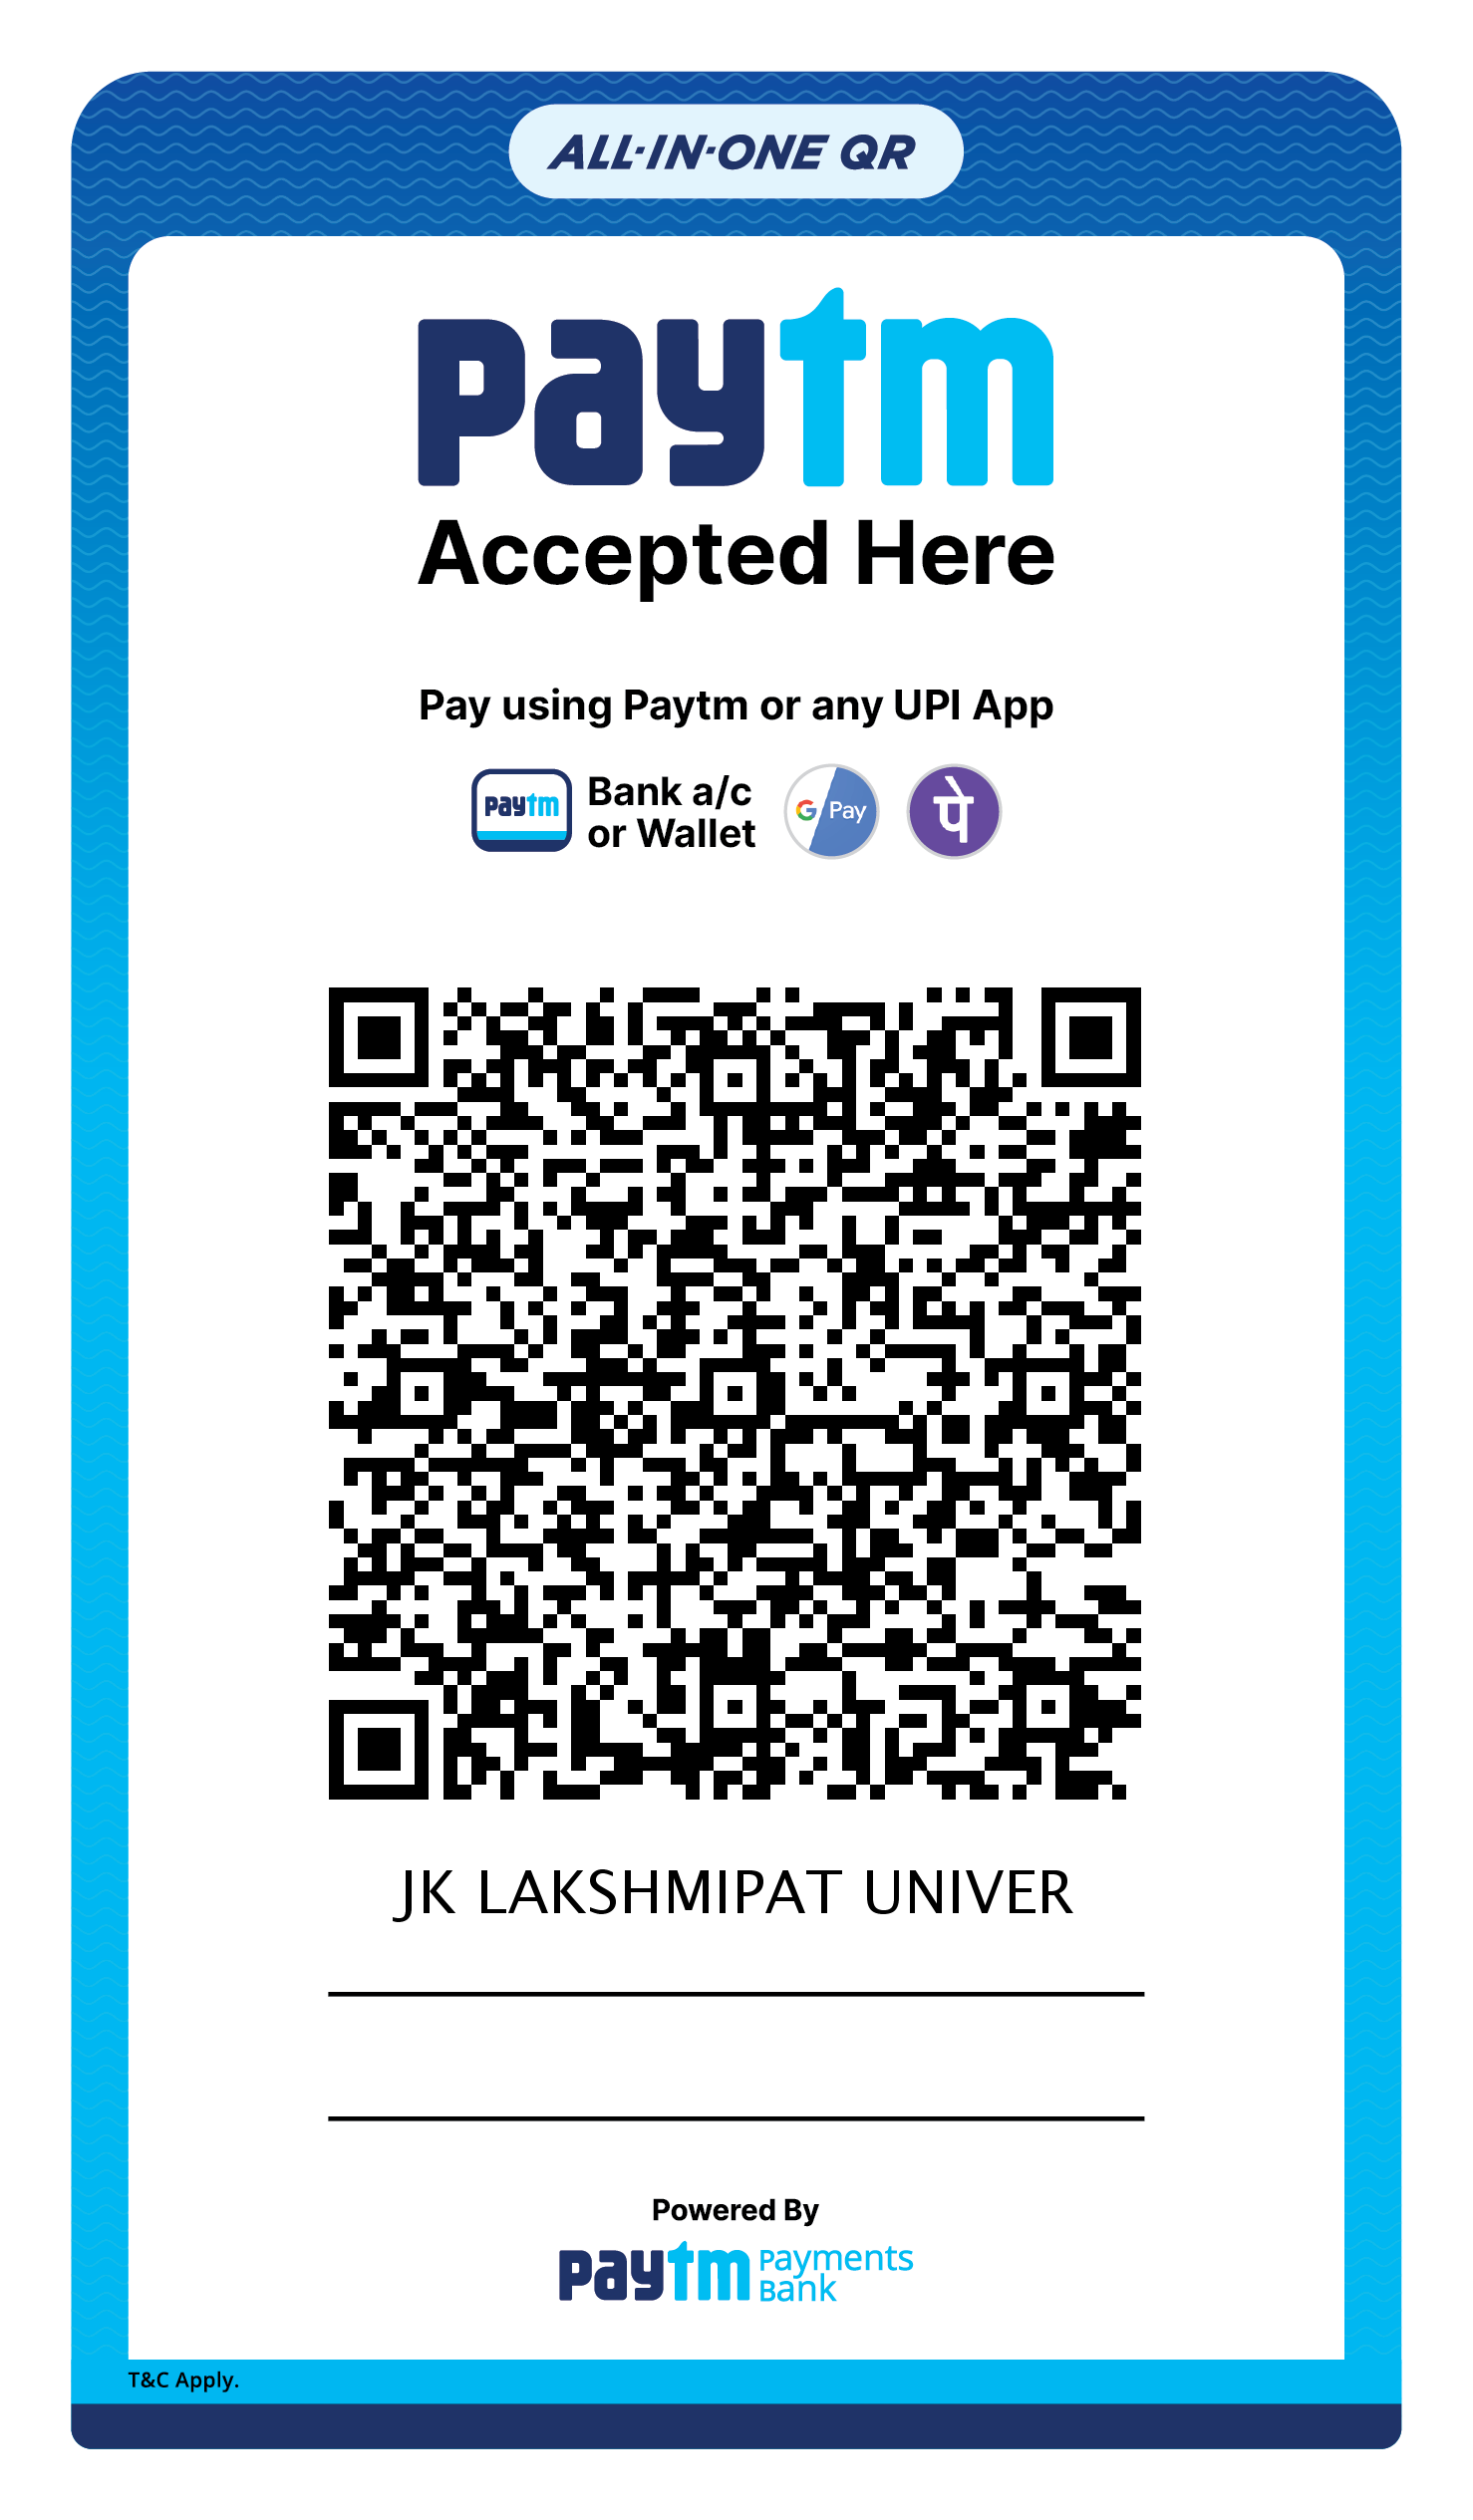 ALL-IN-ONE QR
paytm
Accepted Here
Pay using Paytm or any UPI App
paytm
Bank a/c
or Wallet
G Pay
पे
JK LAKSHMIPAT UNIVER
Powered By
paytm Payments
Bank
T&C Apply.